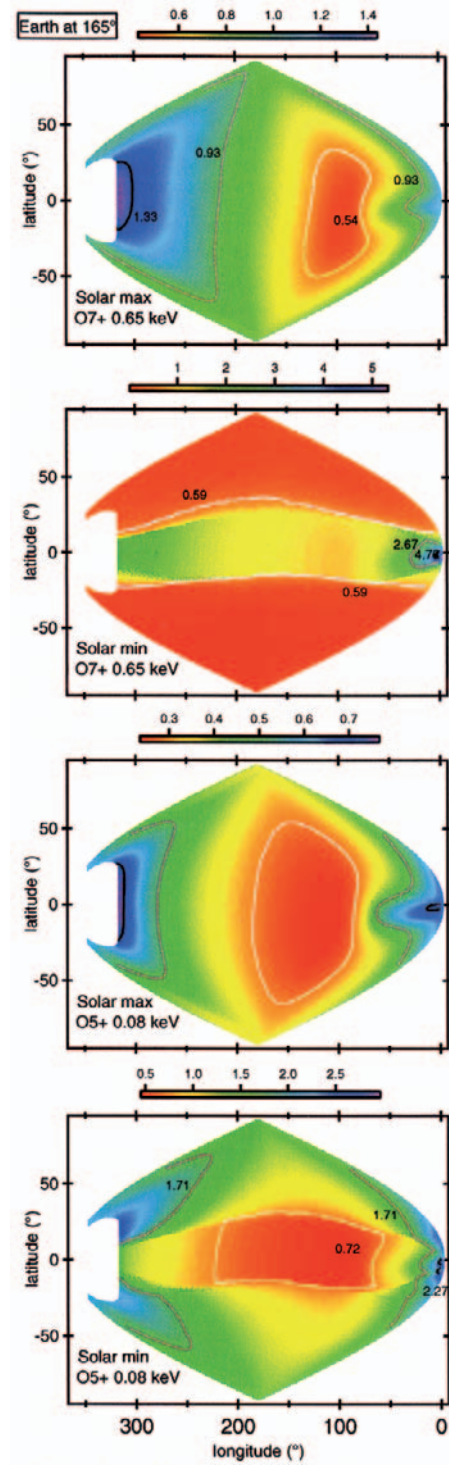 Earth at 165°
0.6 0.8 1.0 1.2 1.4
latitude (°)
50
0
-50
0.93
0.93
1.33
0.54
Solar max
O7+ 0.65 keV
1 2 3 4 5
latitude (°)
50
0
-50
0.59
2.67
0.59
Solar min
O7+ 0.65 keV
0.3 0.4 0.5 0.6 0.7
latitude (°)
50
0
-50
Solar max
O5+ 0.08 keV
0.5 1.0 1.5 2.0 2.5
latitude (°)
50
0
-50
1.71
1.71
0.72
2.27
Solar min
O5+ 0.08 keV
300 200 100 0
longitude (°)